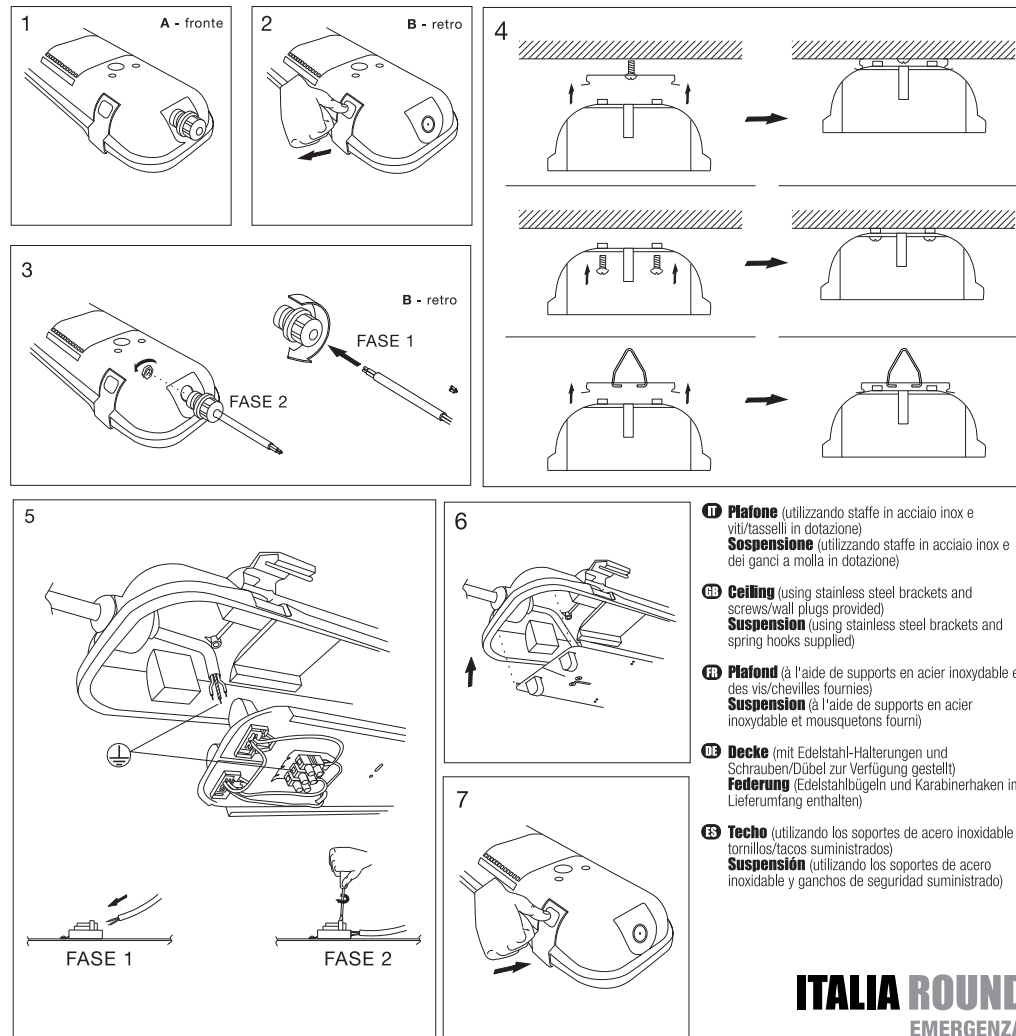 1
A - fronte
2
B - retro
3
B - retro
FASE 1
FASE 2
4
5
FASE 1
FASE 2
6
7
IT Plafone (utilizzando staffe in acciaio inox e
viti/tasselli in dotazione)
Sospensione (utilizzando staffe in acciaio inox e
dei ganci a molla in dotazione)
GB Ceiling (using stainless steel brackets and
screws/wall plugs provided)
Suspension (using stainless steel brackets and
spring hooks supplied)
FR Plafond (à l'aide de supports en acier inoxydable e
des vis/chevilles fournies)
Suspension (à l'aide de supports en acier
inoxydable et mousquetons fourni)
DE Decke (mit Edelstahl-Halterungen und
Schrauben/Dübel zur Verfügung gestellt)
Federung (Edelstahlbügeln und Karabinerhaken in
Lieferumfang enthalten)
ES Techo (utilizando los soportes de acero inoxidable
tornillos/tacos suministrados)
Suspensión (utilizando los soportes de acero
inoxidable y ganchos de seguridad suministrado)
ITALIA ROUND
EMERGENZA